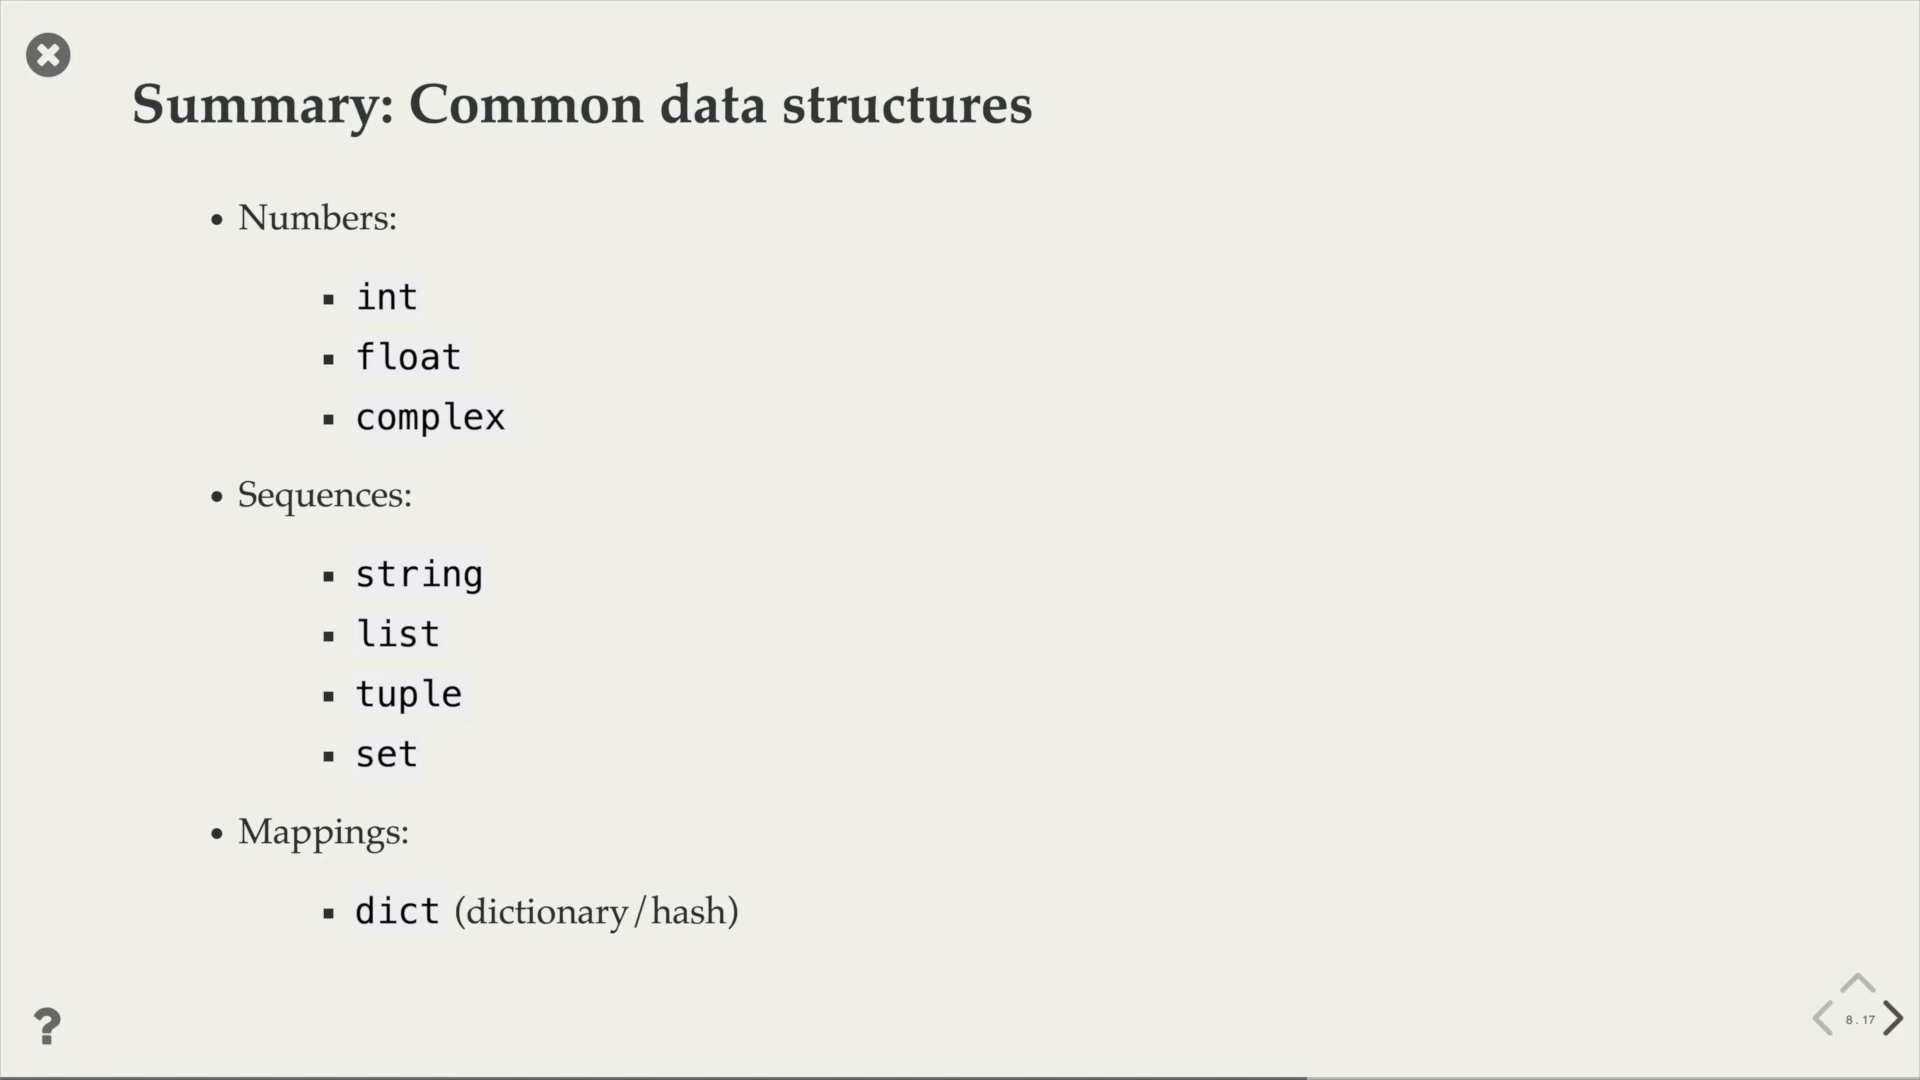 Summary: Common data structures
• Numbers:
▪ int
▪ float
▪ complex
• Sequences:
▪ string
▪ list
▪ tuple
▪ set
• Mappings:
▪ dict (dictionary/hash)
?
8 . 17